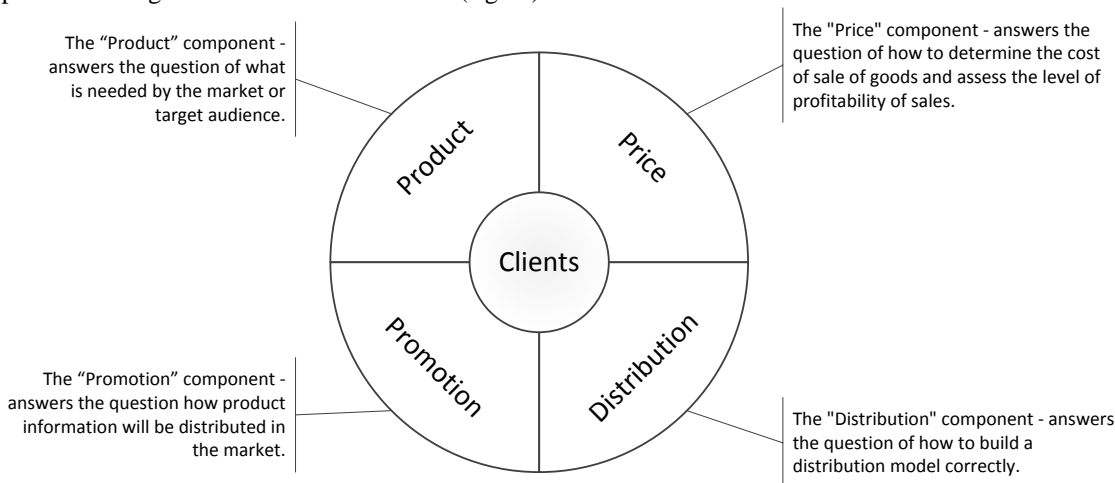 The “Product” component -
answers the question of what
is needed by the market or
target audience.
The "Price" component - answers the
question of how to determine the cost
of sale of goods and assess the level of
profitability of sales.
Product
Price
Clients
Promotion
Distribution
The “Promotion” component -
answers the question how product
information will be distributed in
the market.
The "Distribution" component - answers
the question of how to build a
distribution model correctly.